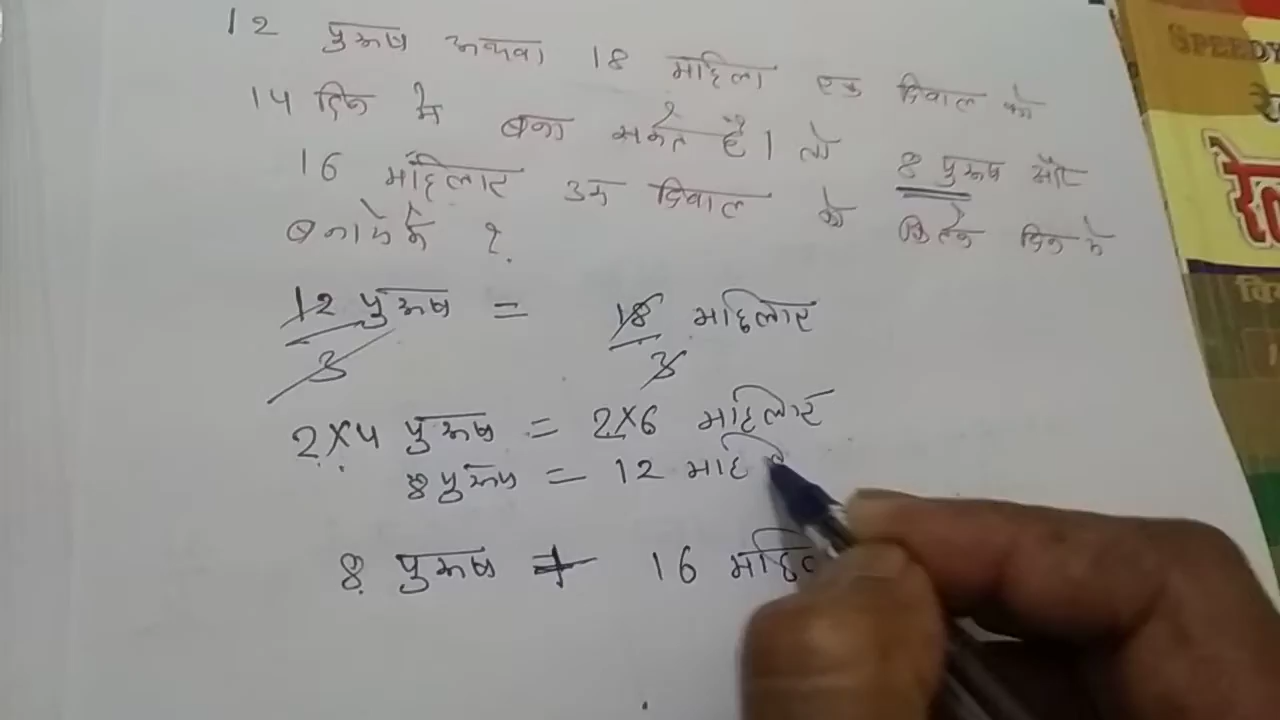 12 पुरूष अथवा 18 महिला एक दिवाल को
14 दिन में बना सकते है। तो 8 पुरूष और
16 महिलाए उस दिवाल को कितने दिन में
बनायेंगे ?
12 पुरूष = 18 महिलाए
3 3
2×4 पुरूष = 2×6 महिलाए
8 पुरूष = 12 महि
8 पुरूष + 16 महि
SPEEDY